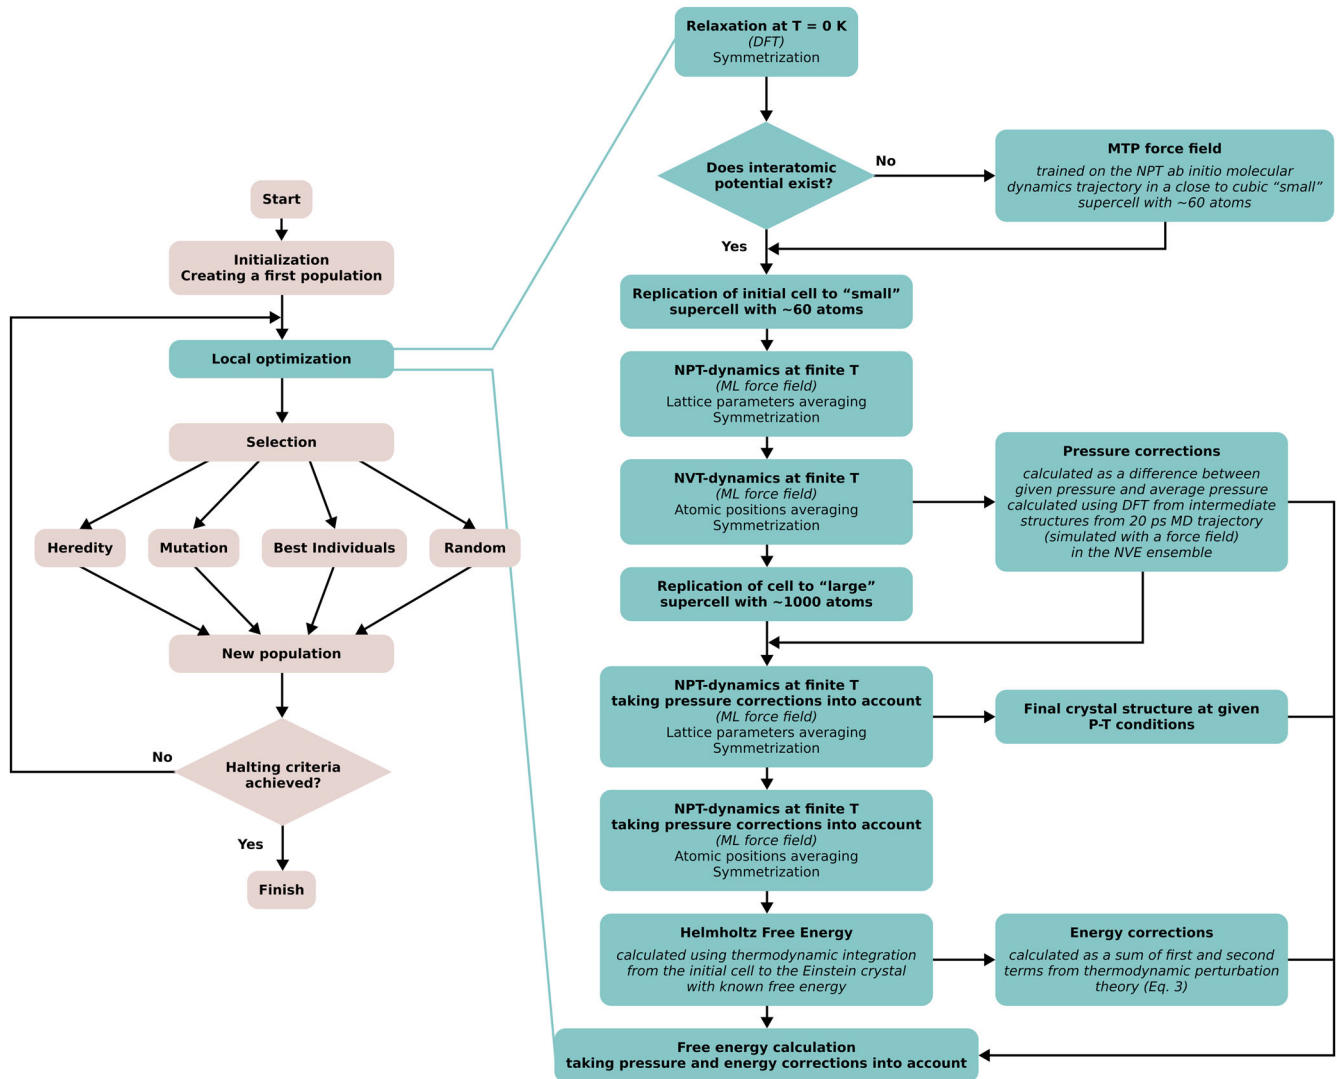 Start
Initialization
Creating a first population
Local optimization
Selection
Heredity
Mutation
Best Individuals
Random
New population
Halting criteria
achieved?
No
Yes
Finish
Relaxation at T = 0 K
(DFT)
Symmetrization
Does interatomic
potential exist?
No
Yes
MTP force field
trained on the NPT ab initio molecular
dynamics trajectory in a close to cubic “small”
supercell with ~60 atoms
Replication of initial cell to “small”
supercell with ~60 atoms
NPT-dynamics at finite T
(ML force field)
Lattice parameters averaging
Symmetrization
NVT-dynamics at finite T
(ML force field)
Atomic positions averaging
Symmetrization
Pressure corrections
calculated as a difference between
given pressure and average pressure
calculated using DFT from intermediate
structures from 20 ps MD trajectory
(simulated with a force field)
in the NVE ensemble
Replication of cell to “large”
supercell with ~1000 atoms
NPT-dynamics at finite T
taking pressure corrections into account
(ML force field)
Lattice parameters averaging
Symmetrization
Final crystal structure at given
P-T conditions
NPT-dynamics at finite T
taking pressure corrections into account
(ML force field)
Atomic positions averaging
Symmetrization
Helmholtz Free Energy
calculated using thermodynamic integration
from the initial cell to the Einstein crystal
with known free energy
Energy corrections
calculated as a sum of first and second
terms from thermodynamic perturbation
theory (Eq. 3)
Free energy calculation
taking pressure and energy corrections into account